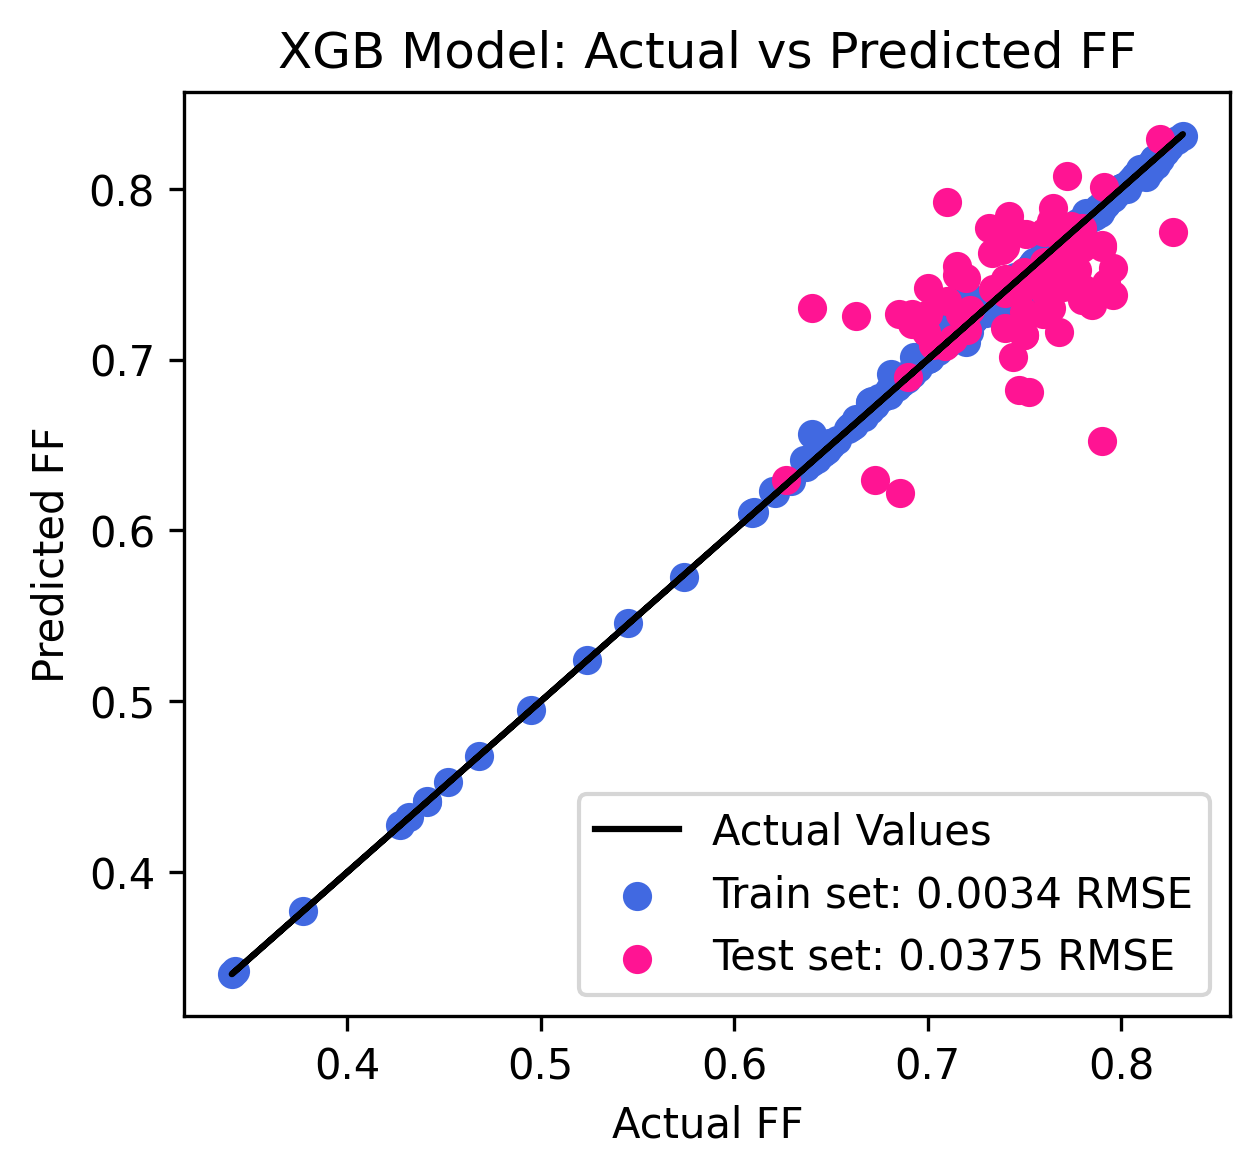 XGB Model: Actual vs Predicted FF
Predicted FF
0.8
0.7
0.6
0.5
0.4
Actual Values
Train set: 0.0034 RMSE
Test set: 0.0375 RMSE
0.4 0.5 0.6 0.7 0.8
Actual FF